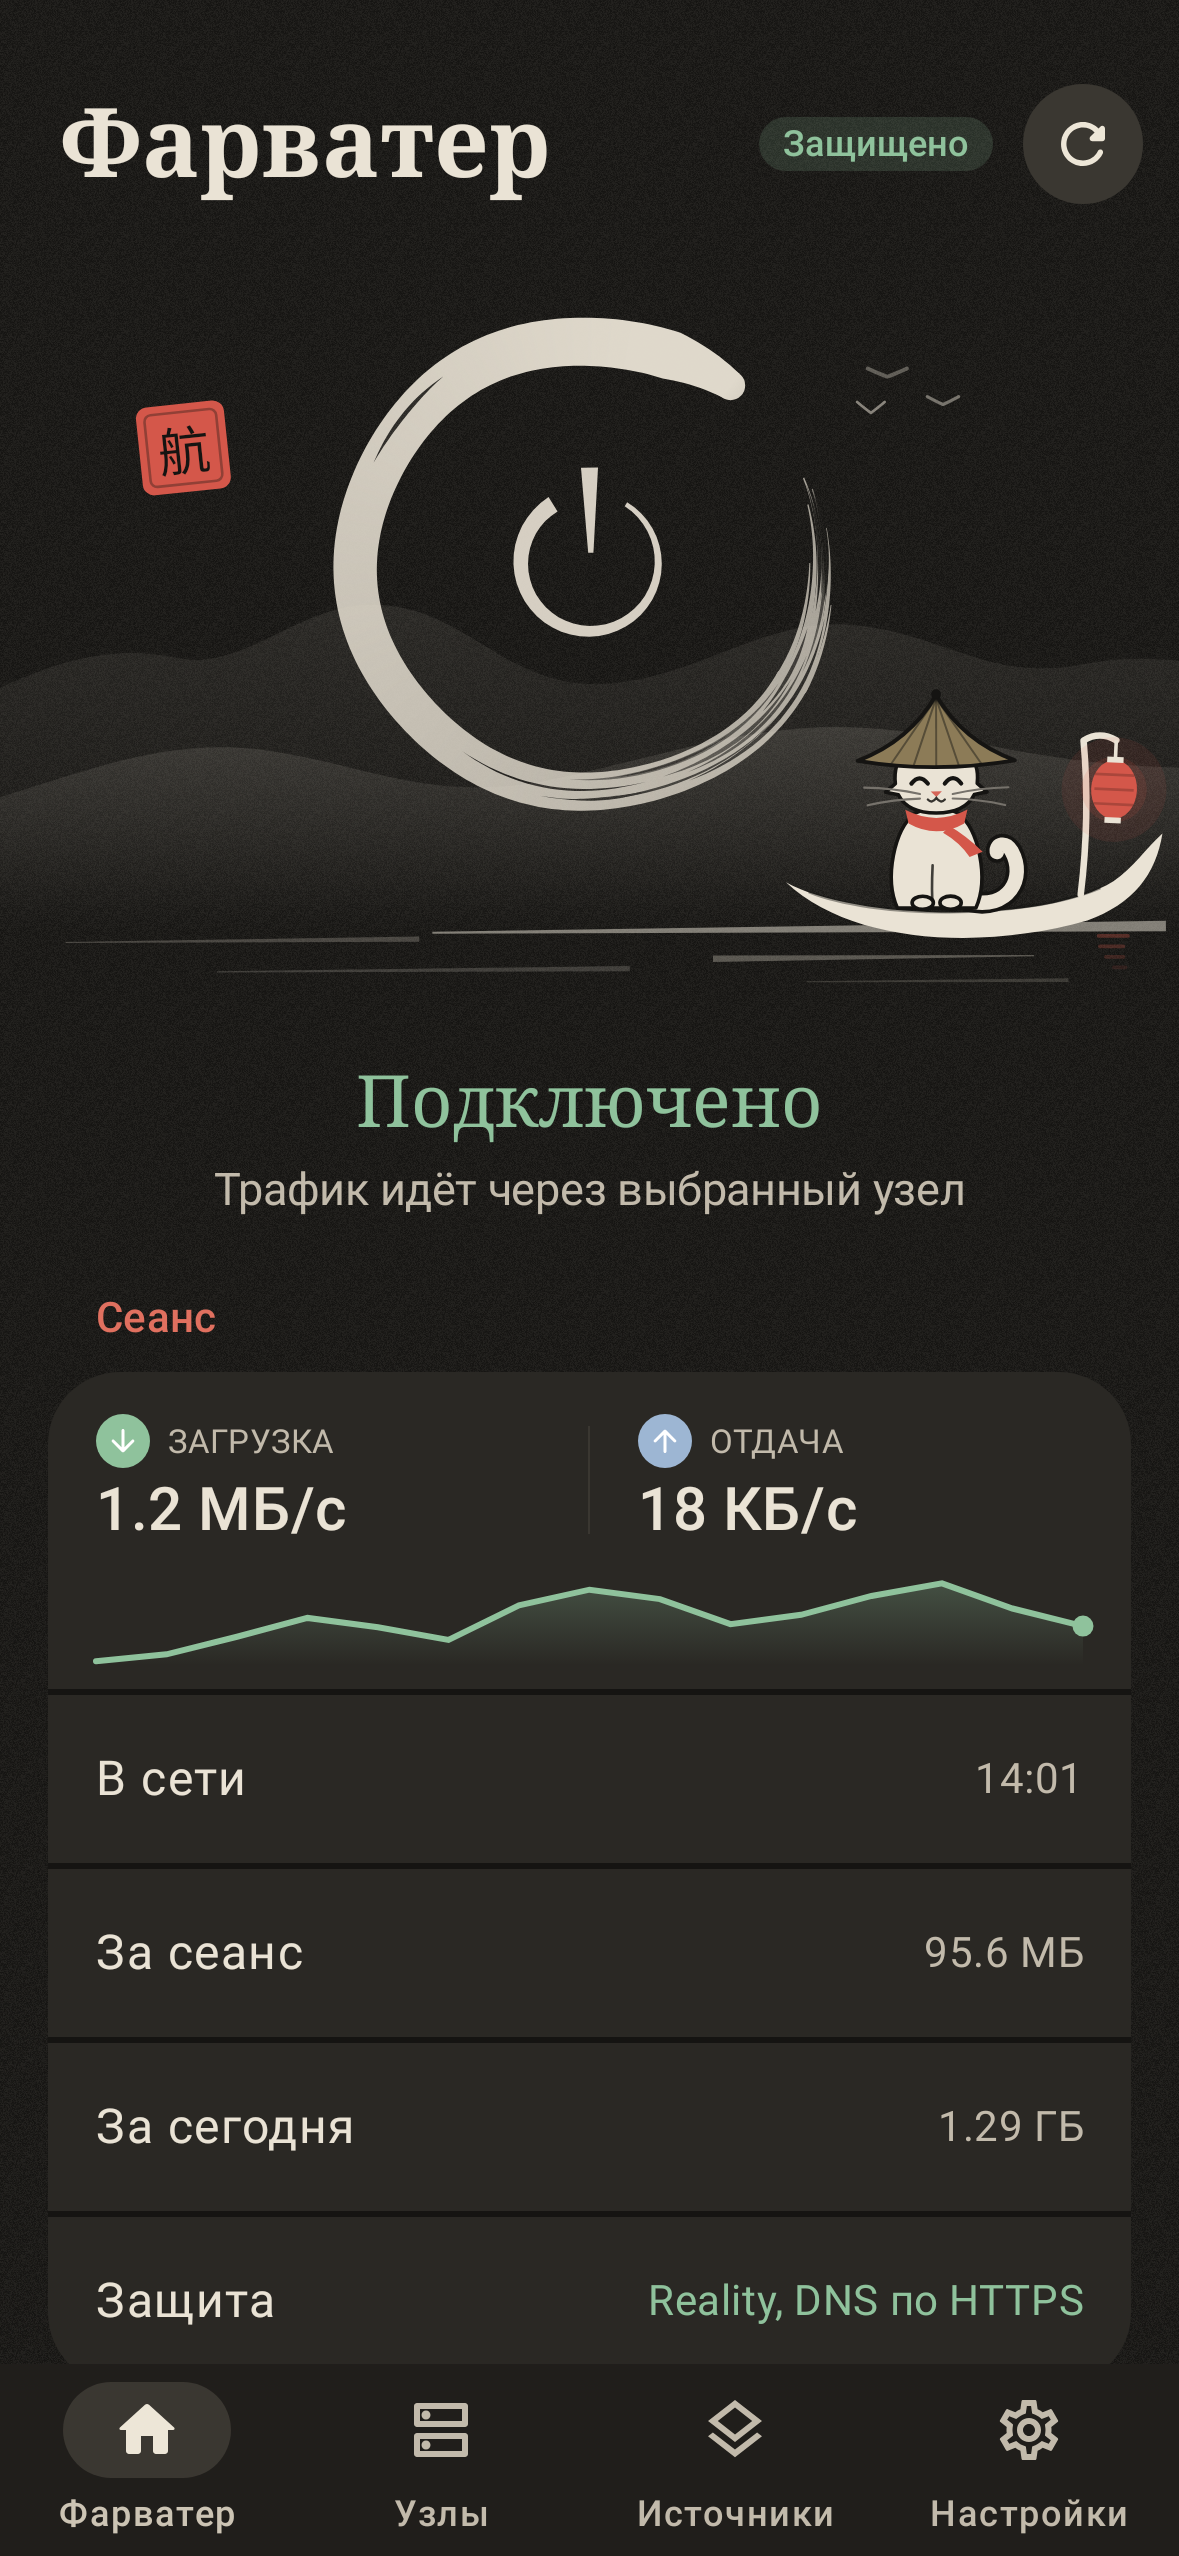 Фарватер
Защищено
航
Подключено
Трафик идёт через выбранный узел
Сеанс
ЗАГРУЗКА
1.2 МБ/с
ОТДАЧА
18 КБ/с
В сети
14:01
За сеанс
95.6 МБ
За сегодня
1.29 ГБ
Защита
Reality, DNS по HTTPS
Фарватер
Узлы
Источники
Настройки